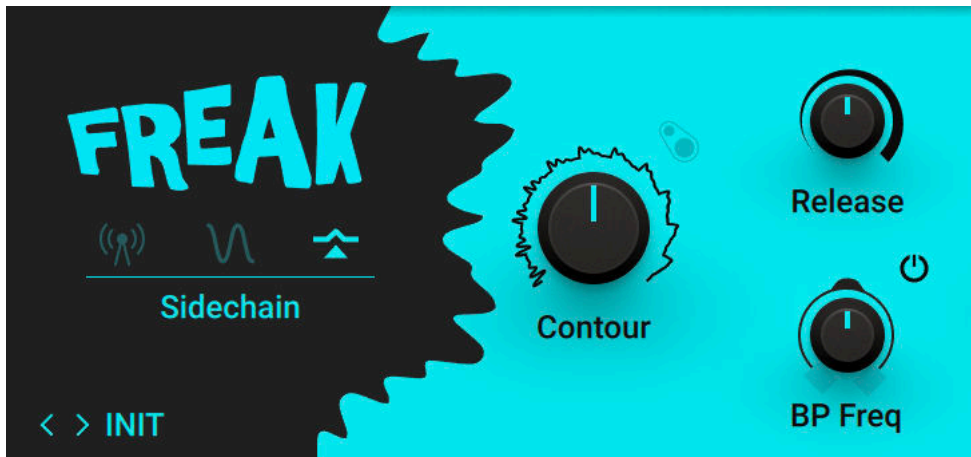 FREAK
Sidechain
< > INIT
Contour
Release
BP Freq